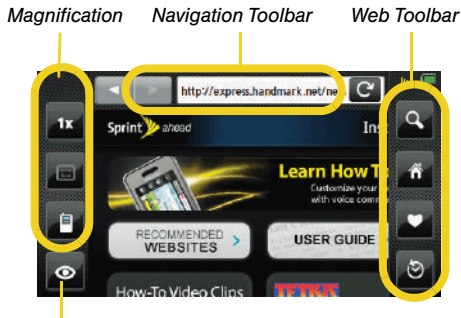 Magnification Navigation Toolbar Web Toolbar
http://express.handmark.net/ne
1x
Sprint ahead Ins
Learn How T
Customize your
with voice comm
RECOMMENDED
WEBSITES > USER GUIDE
How-To Video Clips TETRIS